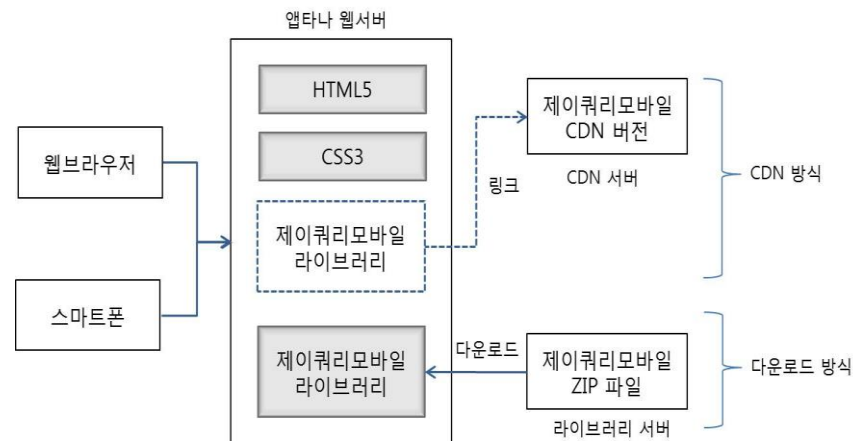 앱타나 웹서버
HTML5
CSS3
제이쿼리모바일
라이브러리
제이쿼리모바일
라이브러리
웹브라우저
스마트폰
링크
다운로드
제이쿼리모바일
CDN 버전
CDN 서버
CDN 방식
제이쿼리모바일
ZIP 파일
라이브러리 서버
다운로드 방식